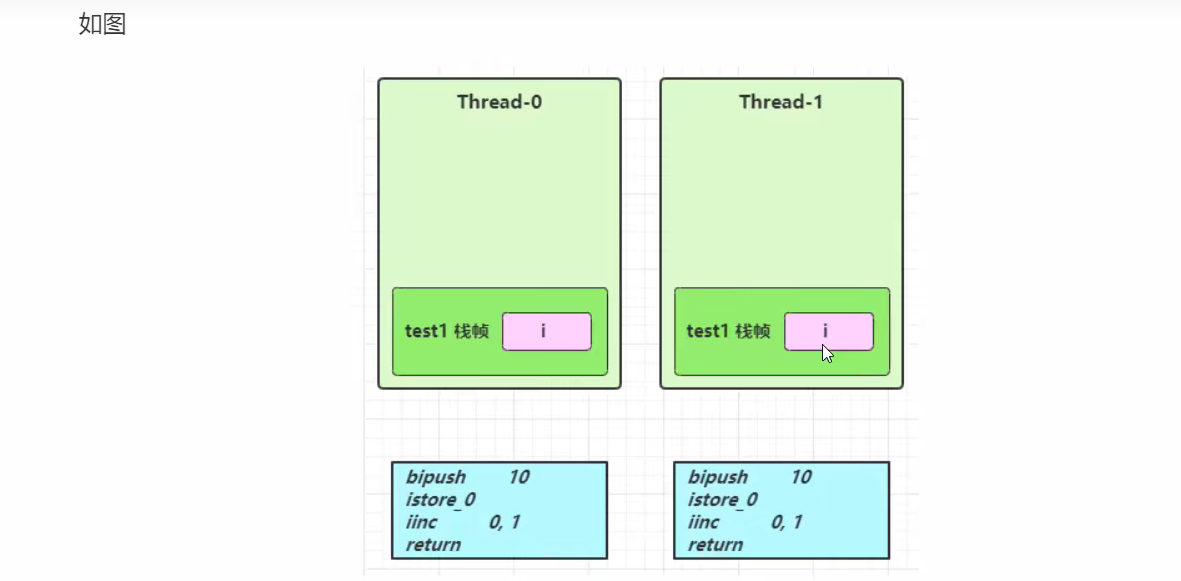 如图
Thread-0
test1 栈帧 i
bipush 10
istore_0
iinc 0, 1
return
Thread-1
test1 栈帧 i
bipush 10
istore_0
iinc 0, 1
return